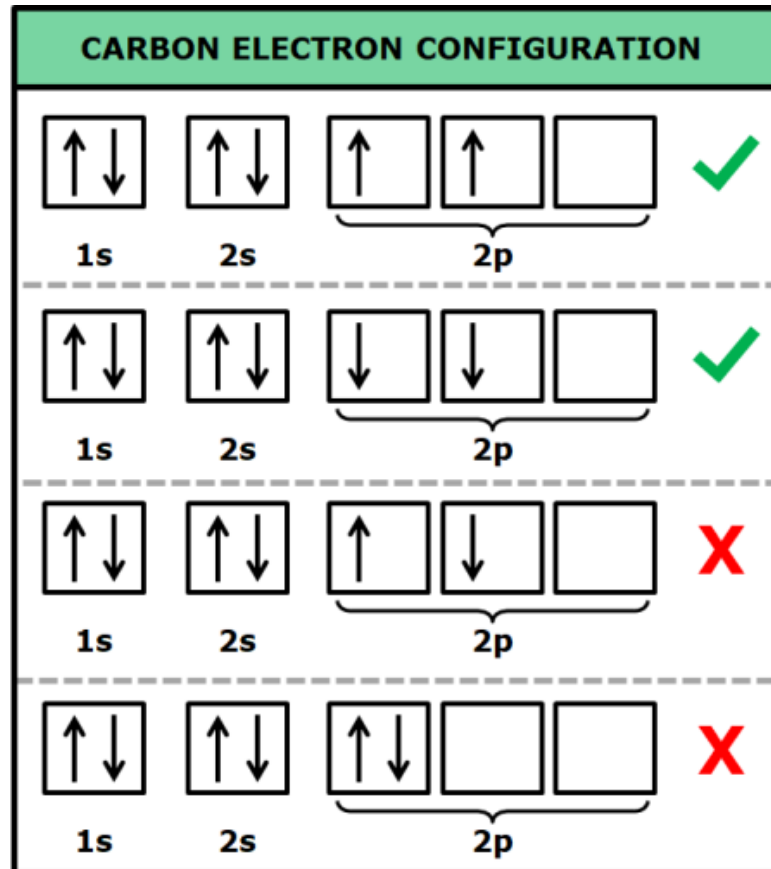 CARBON ELECTRON CONFIGURATION
1s 2s 2p
1s 2s 2p
X
1s 2s 2p
X
1s 2s 2p